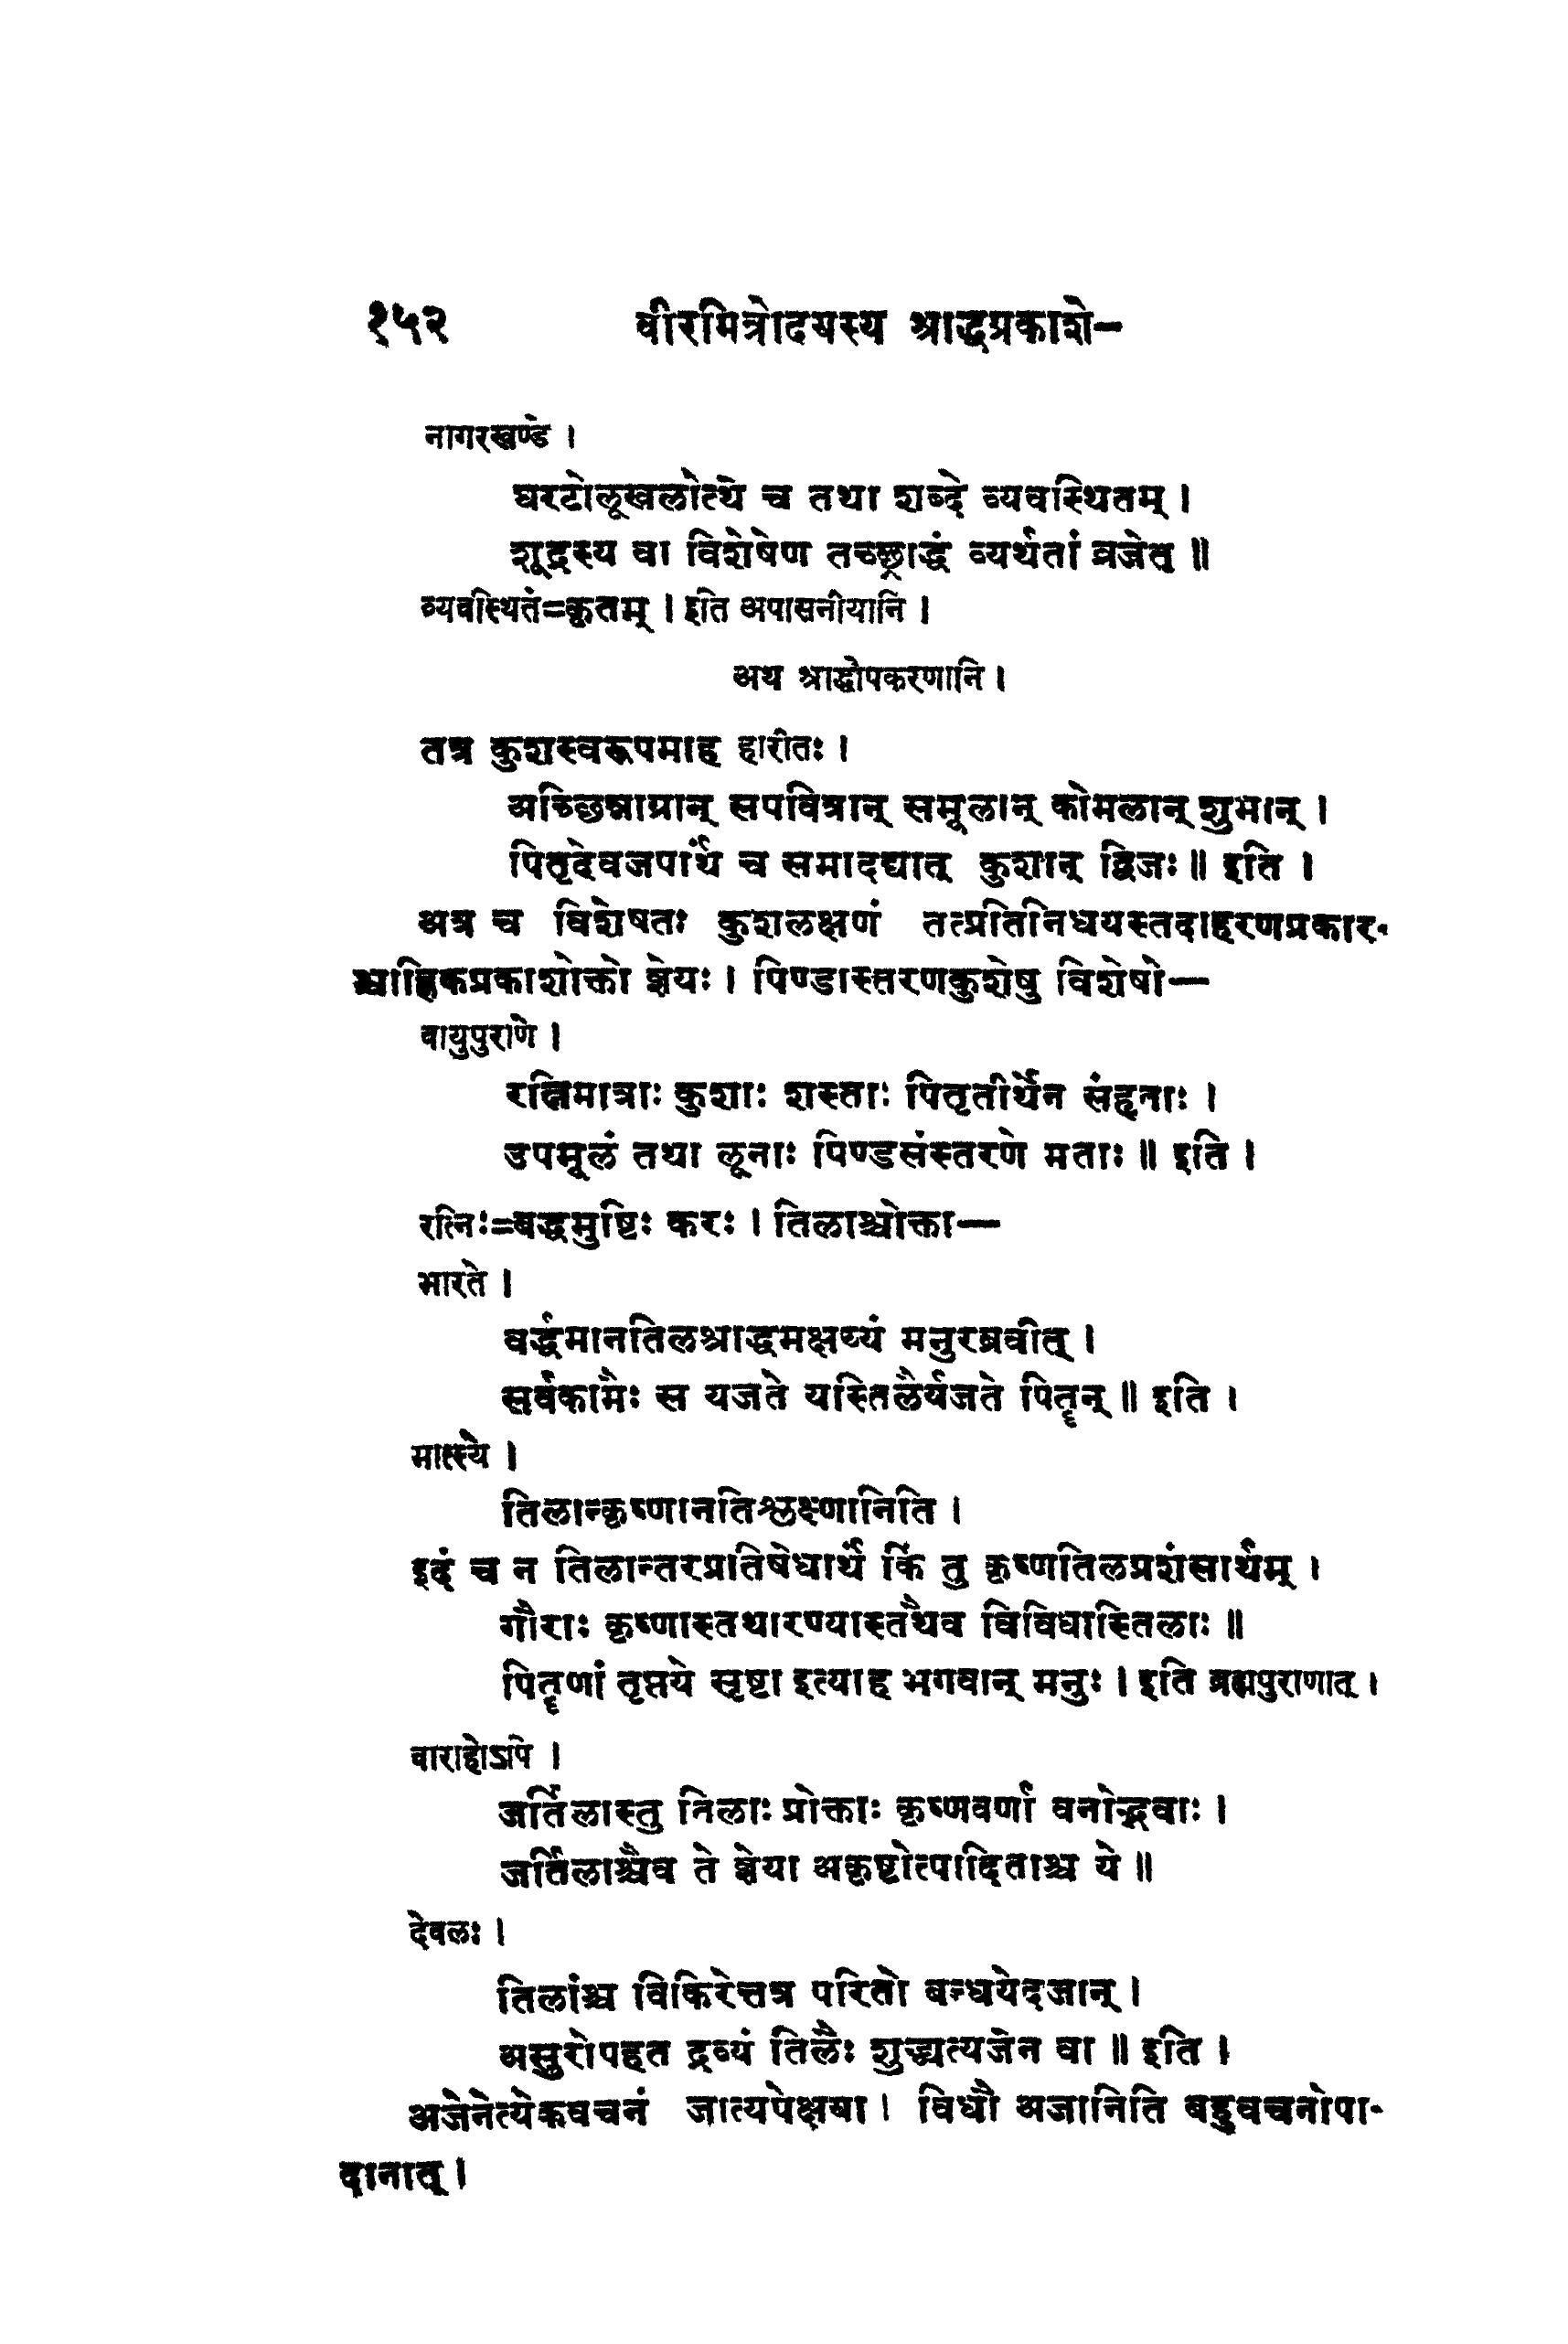 १५२ वीरमित्रोदयस्य श्राद्धप्रकाशे—
नागरखण्डे ।
घरटोलूखलोत्थे च तथा शब्दे व्यवस्थितम् ।
शूद्रस्य वा विशेषेण तच्छ्राद्धं व्यर्थतां व्रजेत् ॥
व्यवस्थितं=कृतम् । इति अपासनीयानि ।
अथ श्राद्धोपकरणानि ।
तत्र कुशस्वरूपमाह हारीतः ।
अच्छिन्नाग्रान् सपवित्रान् समूलान् कोमलान् शुभान् ।
पितृदेवजपार्थं च समादद्यात् कुशान् द्विजः ॥ इति ।
अत्र च विशेषतः कुशलक्षणं तत्प्रतिनिधयस्तदाहरणप्रकार-
श्चाह्निकप्रकाशोक्तो ज्ञेयः । पिण्डास्तरणकुशेषु विशेषो—
वायुपुराणे ।
रत्निमात्राः कुशाः शस्ताः पितृतीर्थेन संहृताः ।
उपमूलं तथा लूनाः पिण्डसंस्तरणे मताः ॥ इति ।
रत्निः=बद्धमुष्टिः करः । तिलाश्चोक्ता—
भारते ।
वर्द्धमानतिलश्राद्धमक्षय्यं मनुरब्रवीत् ।
सर्वकामैः स यजते यस्तिलैर्यजते पितॄन् ॥ इति ।
मात्स्ये ।
तिलान्कृष्णानतिश्लक्ष्णानिति ।
इदं च न तिलान्तरप्रतिषेधार्थं किं तु कृष्णतिलप्रशंसार्थम् ।
गौराः कृष्णास्तथारण्यास्तथैव विविधास्तिलाः ॥
पितॄणां तृप्तये सृष्टा इत्याह भगवान् मनुः । इति ब्रह्मपुराणात् ।
वाराहोऽपि ।
जर्तिलास्तु तिलाः प्रोक्ताः कृष्णवर्णा वनोद्भवाः ।
जर्तिलाश्चैव ते ज्ञेया अकृष्टोत्पादिताश्च ये ॥
देवलः ।
तिलांश्च विकिरेत्तत्र परितो बन्धयेदजान् ।
असुरोपहत द्रव्यं तिलैः शुद्ध्यत्यजेन वा ॥ इति ।
अजेनेत्येकवचनं जात्यपेक्षया । विधौ अजानिति बहुवचनोपा-
दानात् ।